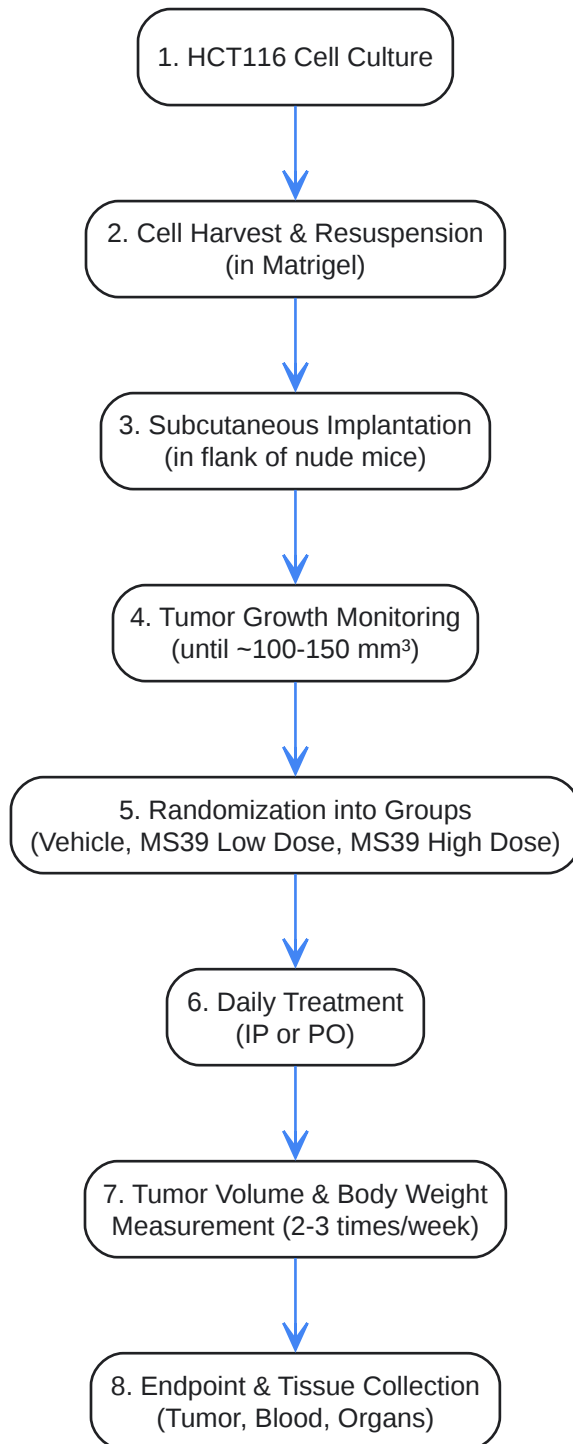 1. HCT116 Cell Culture
2. Cell Harvest & Resuspension
(in Matrigel)
3. Subcutaneous Implantation
(in flank of nude mice)
4. Tumor Growth Monitoring
(until ~100-150 mm³)
5. Randomization into Groups
(Vehicle, MS39 Low Dose, MS39 High Dose)
6. Daily Treatment
(IP or PO)
7. Tumor Volume & Body Weight
Measurement (2-3 times/week)
8. Endpoint & Tissue Collection
(Tumor, Blood, Organs)